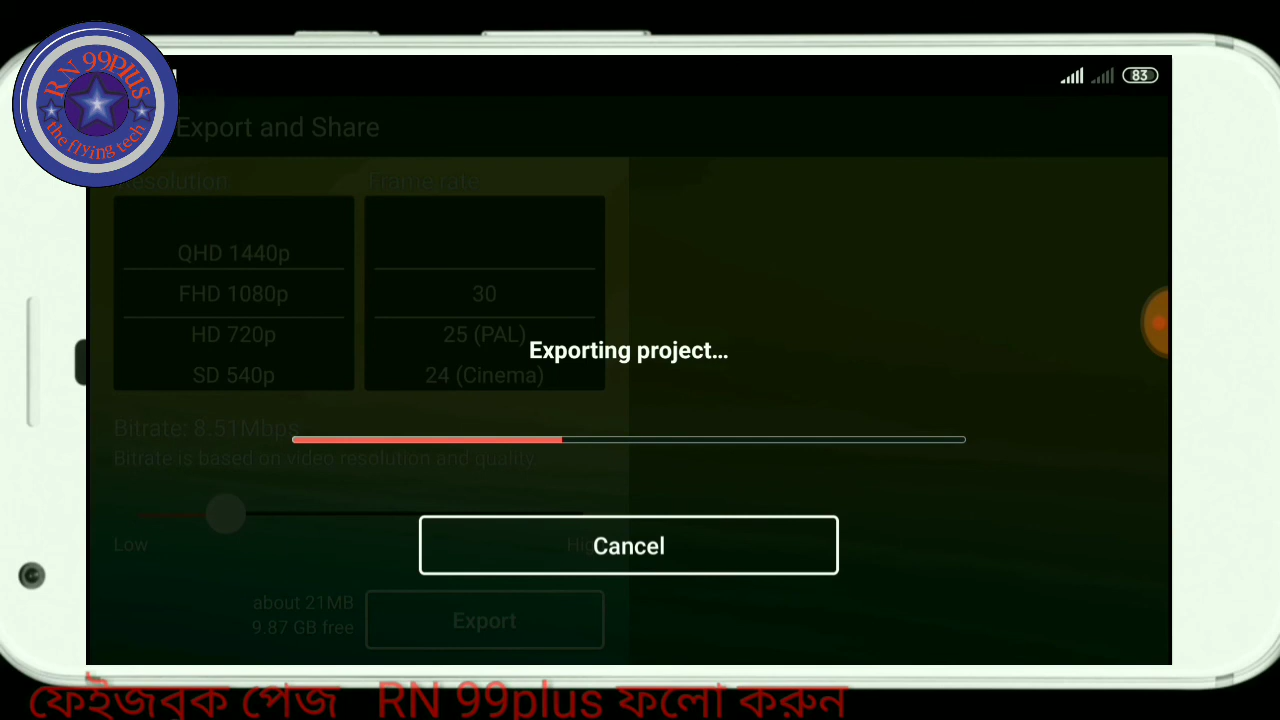 RN 99PLUS
the flying tech
83
Export and Share
Resolution
Frame rate
QHD 1440p
FHD 1080p
HD 720p
SD 540p
30
25 (PAL)
24 (Cinema)
Exporting project...
Bitrate: 8.51Mbps
Bitrate is based on video resolution and quality
Low
Cancel
about 21MB
9.87 GB free
Export
ফেইজবুক পেজ RN 99plus ফলো করুন